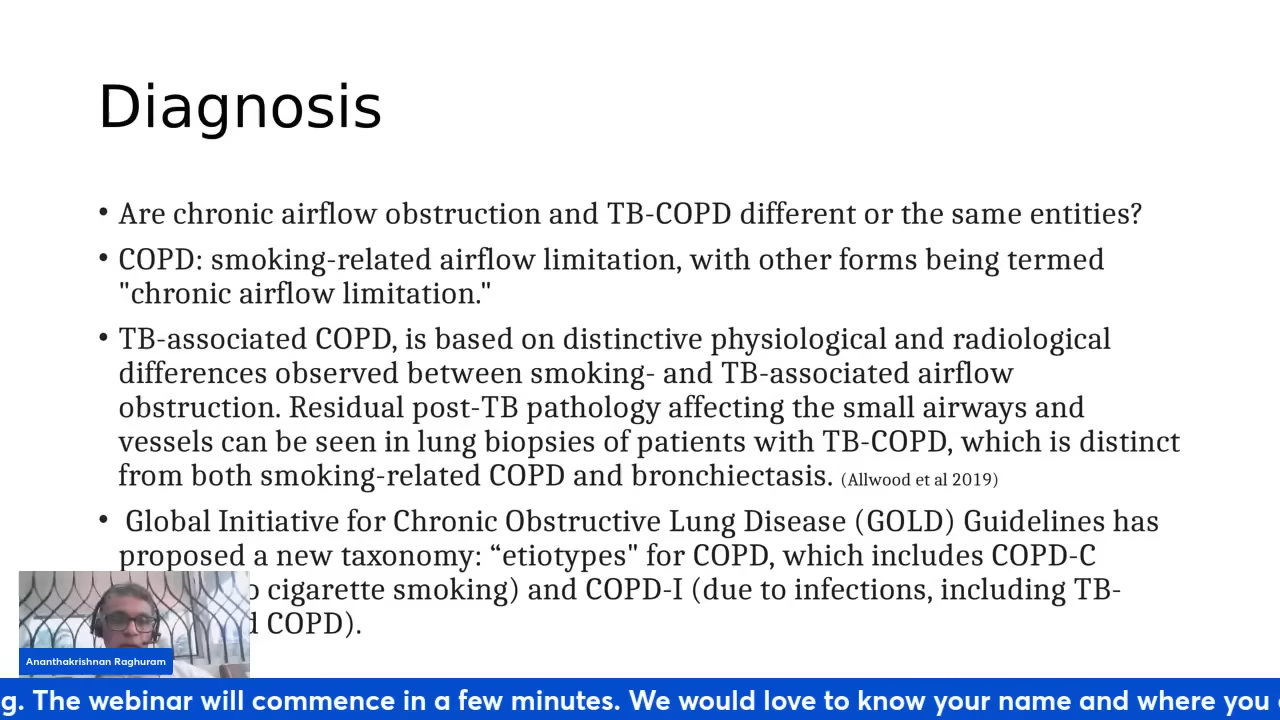 Diagnosis
• Are chronic airflow obstruction and TB-COPD different or the same entities?
• COPD: smoking-related airflow limitation, with other forms being termed
"chronic airflow limitation."
• TB-associated COPD, is based on distinctive physiological and radiological
differences observed between smoking- and TB-associated airflow
obstruction. Residual post-TB pathology affecting the small airways and
vessels can be seen in lung biopsies of patients with TB-COPD, which is distinct
from both smoking-related COPD and bronchiectasis. (Allwood et al 2019)
• Global Initiative for Chronic Obstructive Lung Disease (GOLD) Guidelines has
proposed a new taxonomy: “etiotypes" for COPD, which includes COPD-C
cigarette smoking) and COPD-I (due to infections, including TB-
COPD).
Ananthakrishnan Raghuram
g. The webinar will commence in a few minutes. We would love to know your name and where you